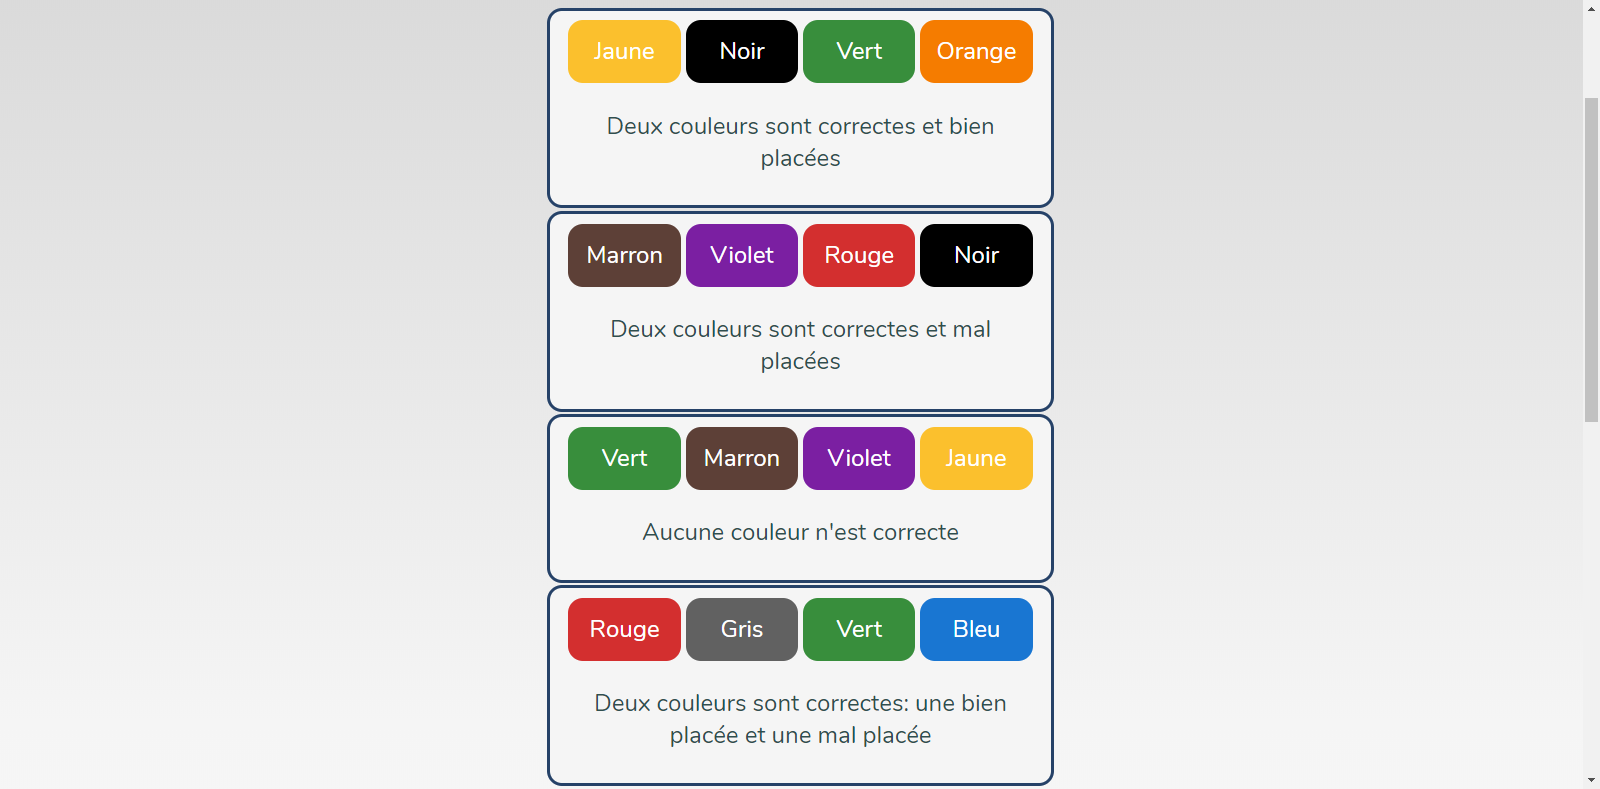 Jaune Noir Vert Orange
Deux couleurs sont correctes et bien
placées
Marron Violet Rouge Noir
Deux couleurs sont correctes et mal
placées
Vert Marron Violet Jaune
Aucune couleur n'est correcte
Rouge Gris Vert Bleu
Deux couleurs sont correctes: une bien
placée et une mal placée